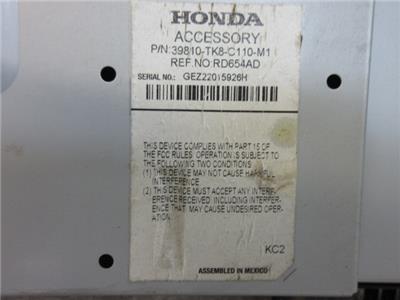 HONDA
ACCESSORY
P/N:39810-TK8-C110-M1
REF.NO:RD654AD
SERIAL NO.: GEZ22015926H
THIS DEVICE COMPLIES WITH PART 15 OF
THE FCC RULES. OPERATION IS SUBJECT TO
THE FOLLOWING TWO CONDITIONS:
(1) THIS DEVICE MAY NOT CAUSE HARMFUL
INTERFERENCE.
(2) THIS DEVICE MUST ACCEPT ANY INTERF-
ERENCE RECEIVED, INCLUDING INTERF-
ERENCE THAT MAY CAUSE UNDESIRED OPER-
ATION.
KC2
ASSEMBLED IN MEXICO